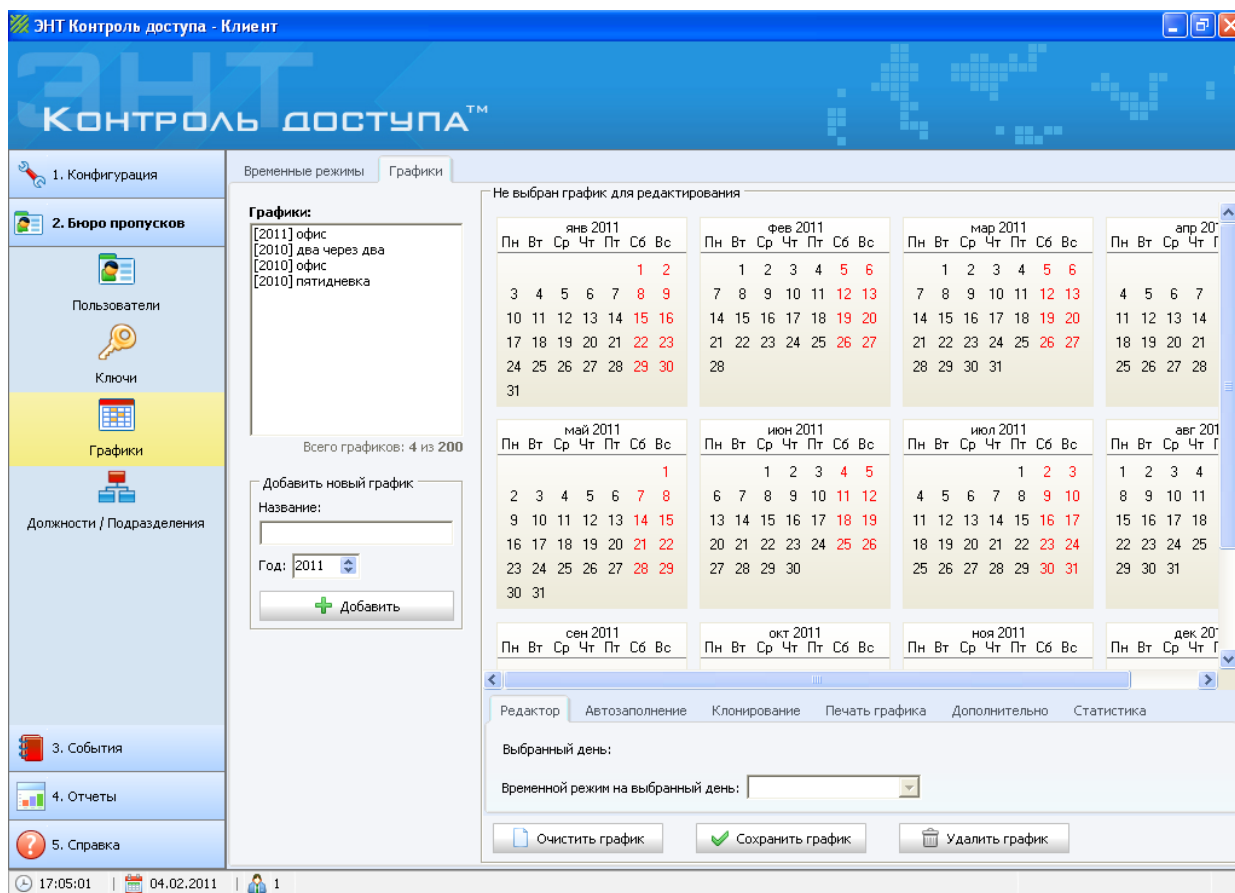 ЭНТ Контроль доступа - Клиент
ЭНТ
Контроль доступа™
1. Конфигурация
2. Бюро пропусков
Пользователи
Ключи
Графики
Должности / Подразделения
3. События
4. Отчеты
5. Справка
Временные режимы Графики
Графики:
[2011] офис
[2010] два через два
[2010] офис
[2010] пятидневка
Всего графиков: 4 из 200
Добавить новый график
Название:
Год: 2011
Добавить
Не выбран график для редактирования
янв 2011
Пн Вт Ср Чт Пт Сб Вс
1 2
3 4 5 6 7 8 9
10 11 12 13 14 15 16
17 18 19 20 21 22 23
24 25 26 27 28 29 30
31
фев 2011
Пн Вт Ср Чт Пт Сб Вс
1 2 3 4 5 6
7 8 9 10 11 12 13
14 15 16 17 18 19 20
21 22 23 24 25 26 27
28
мар 2011
Пн Вт Ср Чт Пт Сб Вс
1 2 3 4 5 6
7 8 9 10 11 12 13
14 15 16 17 18 19 20
21 22 23 24 25 26 27
28 29 30 31
апр 20
Пн Вт Ср Чт
4 5 6 7
11 12 13 14
18 19 20 21
25 26 27 28
май 2011
Пн Вт Ср Чт Пт Сб Вс
1
2 3 4 5 6 7 8
9 10 11 12 13 14 15
16 17 18 19 20 21 22
23 24 25 26 27 28 29
30 31
июн 2011
Пн Вт Ср Чт Пт Сб Вс
1 2 3 4 5
6 7 8 9 10 11 12
13 14 15 16 17 18 19
20 21 22 23 24 25 26
27 28 29 30
июл 2011
Пн Вт Ср Чт Пт Сб Вс
1 2 3
4 5 6 7 8 9 10
11 12 13 14 15 16 17
18 19 20 21 22 23 24
25 26 27 28 29 30 31
авг 201
Пн Вт Ср Чт
1 2 3 4
8 9 10 11
15 16 17 18
22 23 24 25
29 30 31
сен 2011
Пн Вт Ср Чт Пт Сб Вс
окт 2011
Пн Вт Ср Чт Пт Сб Вс
ноя 2011
Пн Вт Ср Чт Пт Сб Вс
дек 20
Пн Вт Ср Чт
Редактор Автозаполнение Клонирование Печать графика Дополнительно Статистика
Выбранный день:
Временной режим на выбранный день:
Очистить график Сохранить график Удалить график
17:05:01 04.02.2011 1